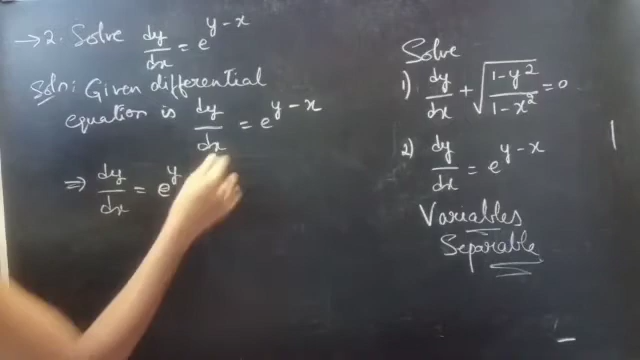 → 2. Solve dy/dx = e^(y-x)
Soln: Given differential
equation is dy/dx = e^(y-x)
⇒ dy/dx = e^y
Solve
1) dy/dx + √((1-y²)/(1-x²)) = 0
2) dy/dx = e^(y-x)
Variables
Separable